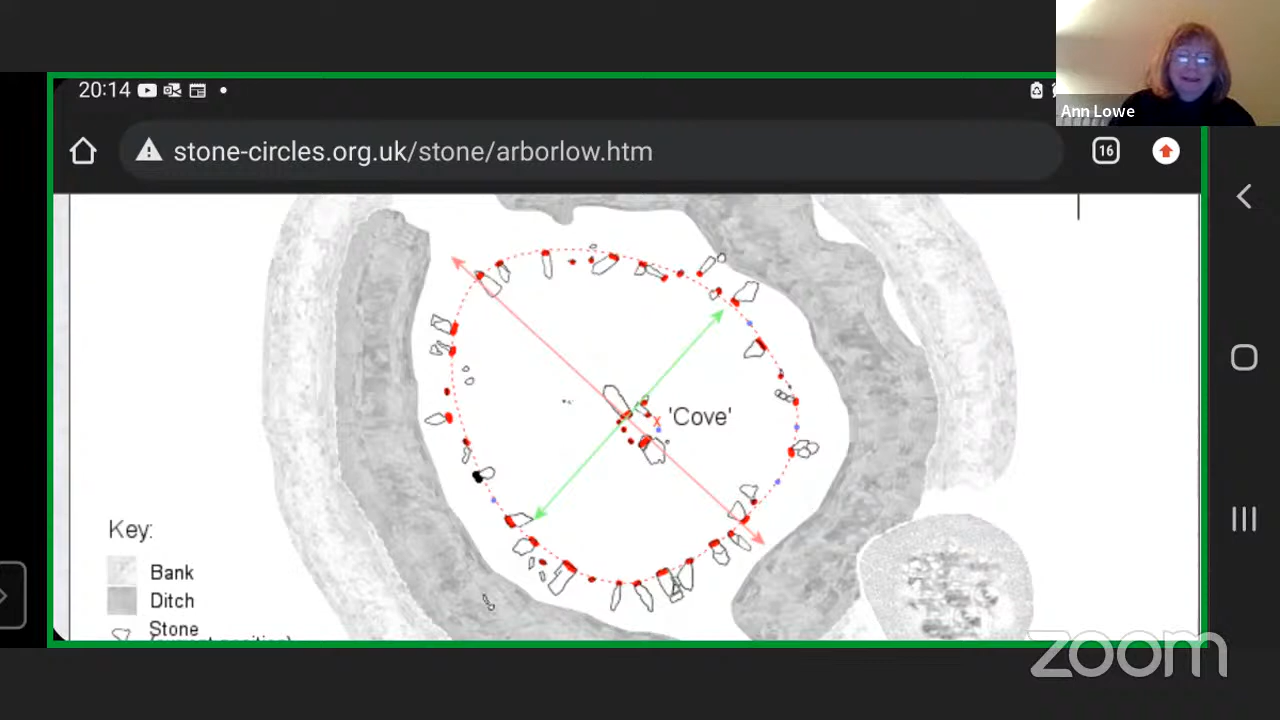 Ann Lowe
20:14
stone-circles.org.uk/stone/arborlow.htm
16
'Cove'
x
Key:
Bank
Ditch
Stone
zoom